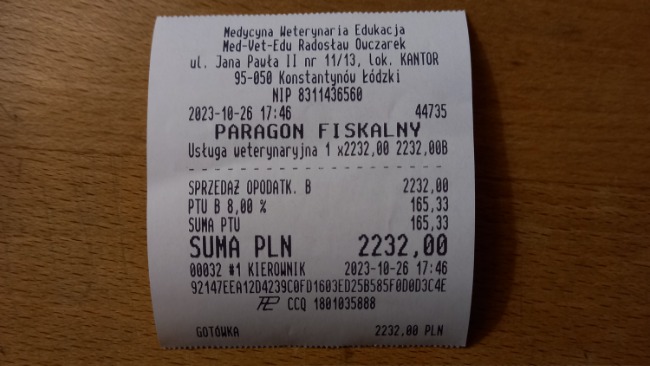 Medycyna Weterynaria Edukacja
Med-Vet-Edu Radosław Owczarek
ul. Jana Pawła II nr 11/13, lok. KANTOR
95-050 Konstantynów Łódzki
NIP 8311436560
2023-10-26 17:46 44735
PARAGON FISKALNY
Usługa weterynaryjna 1 x2232,00 2232,00B
SPRZEDAŻ OPODATK. B 2232,00
PTU B 8,00 % 165,33
SUMA PTU 165,33
SUMA PLN 2232,00
00032 #1 KIEROWNIK 2023-10-26 17:46
92147EEA12D4239C0FD1603ED25B585F0D0D3C4E
CCQ 1801035888
GOTÓWKA 2232.00 PLN